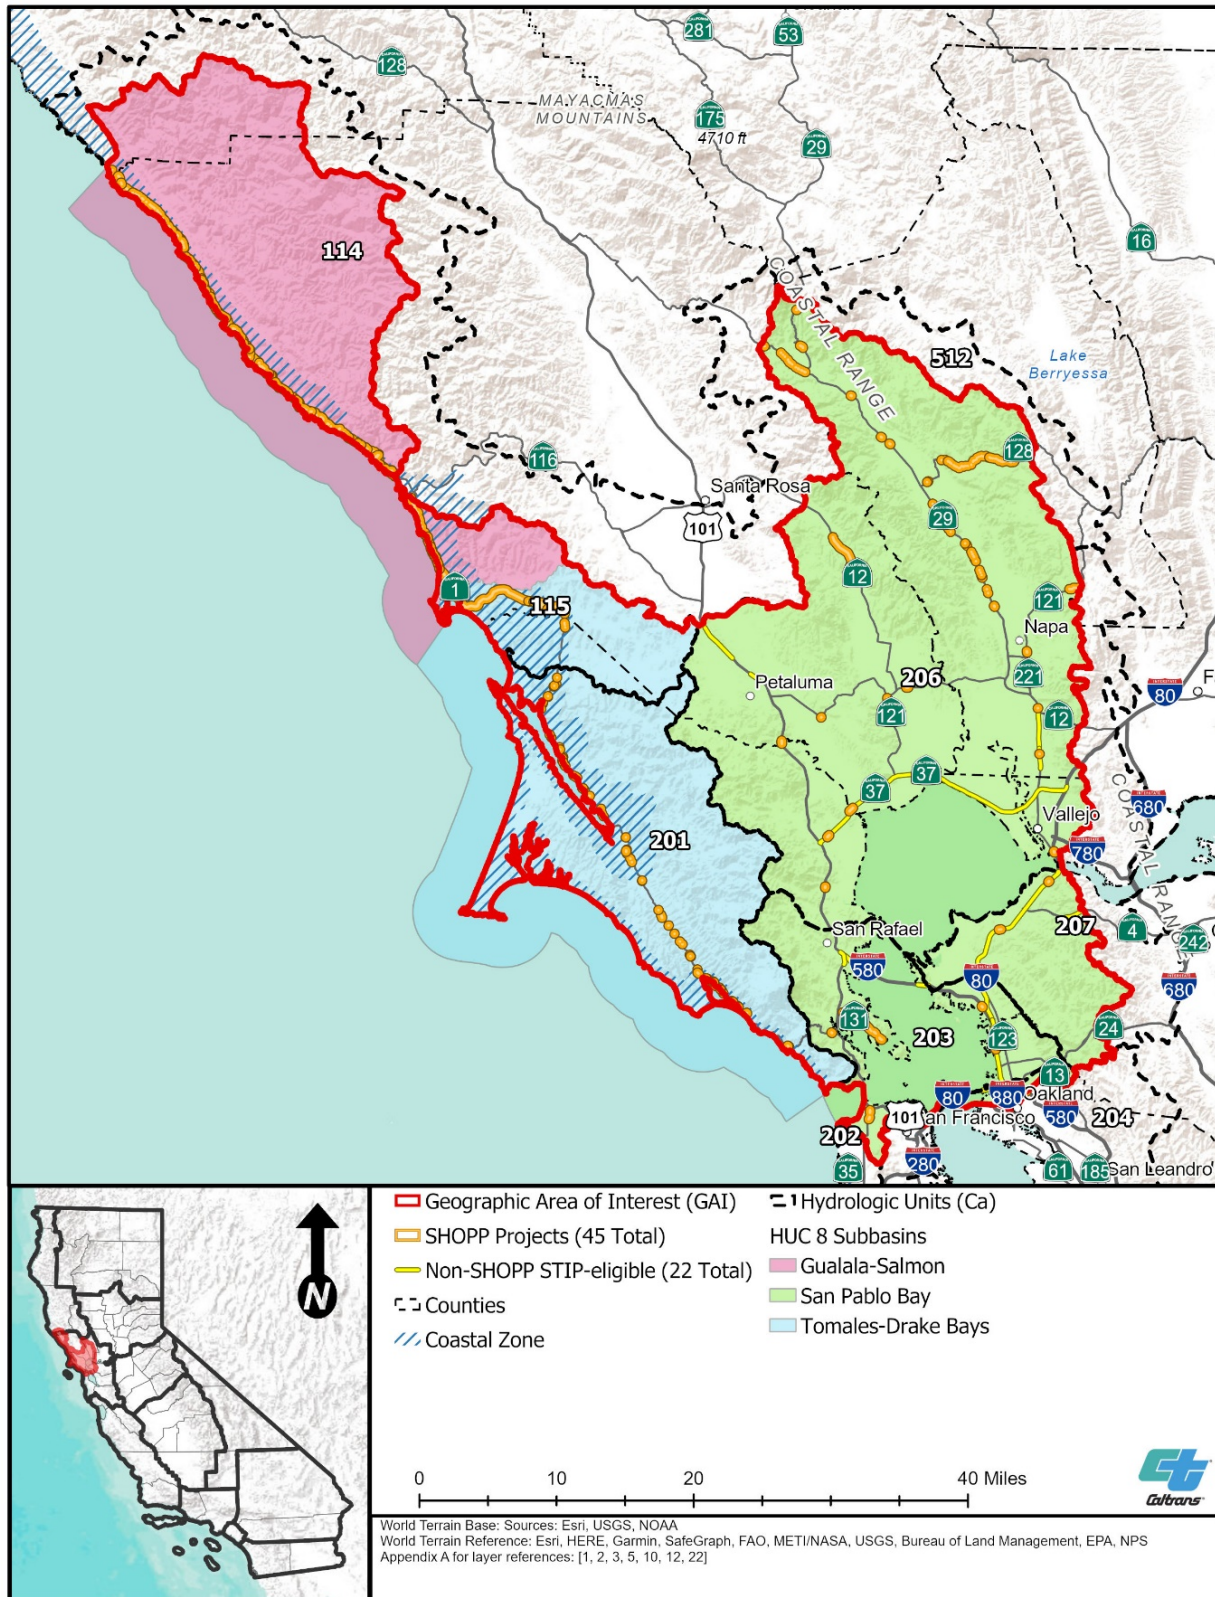 281
53
128
MAYACMAS
MOUNTAINS
175
4710 ft
29
16
114
COASTAL RANGE
512
Lake
Berryessa
116
128
Santa Rosa
101
29
12
1
115
121
Napa
Petaluma
206
221
80
121
12
37
37
COASTAL RANGE
680
Vallejo
780
201
207
San Rafael
4
242
580
80
680
131
203
123
24
13
80
880
Oakland
101
an Francisco
580
204
202
35
280
61
185
San Leandro
N
Geographic Area of Interest (GAI)
SHOPP Projects (45 Total)
Non-SHOPP STIP-eligible (22 Total)
Counties
Coastal Zone
Hydrologic Units (Ca)
HUC 8 Subbasins
Gualala-Salmon
San Pablo Bay
Tomales-Drake Bays
0 10 20 40 Miles
ct
Caltrans
World Terrain Base: Sources: Esri, USGS, NOAA
World Terrain Reference: Esri, HERE, Garmin, SafeGraph, FAO, METI/NASA, USGS, Bureau of Land Management, EPA, NPS
Appendix A for layer references: [1, 2, 3, 5, 10, 12, 22]